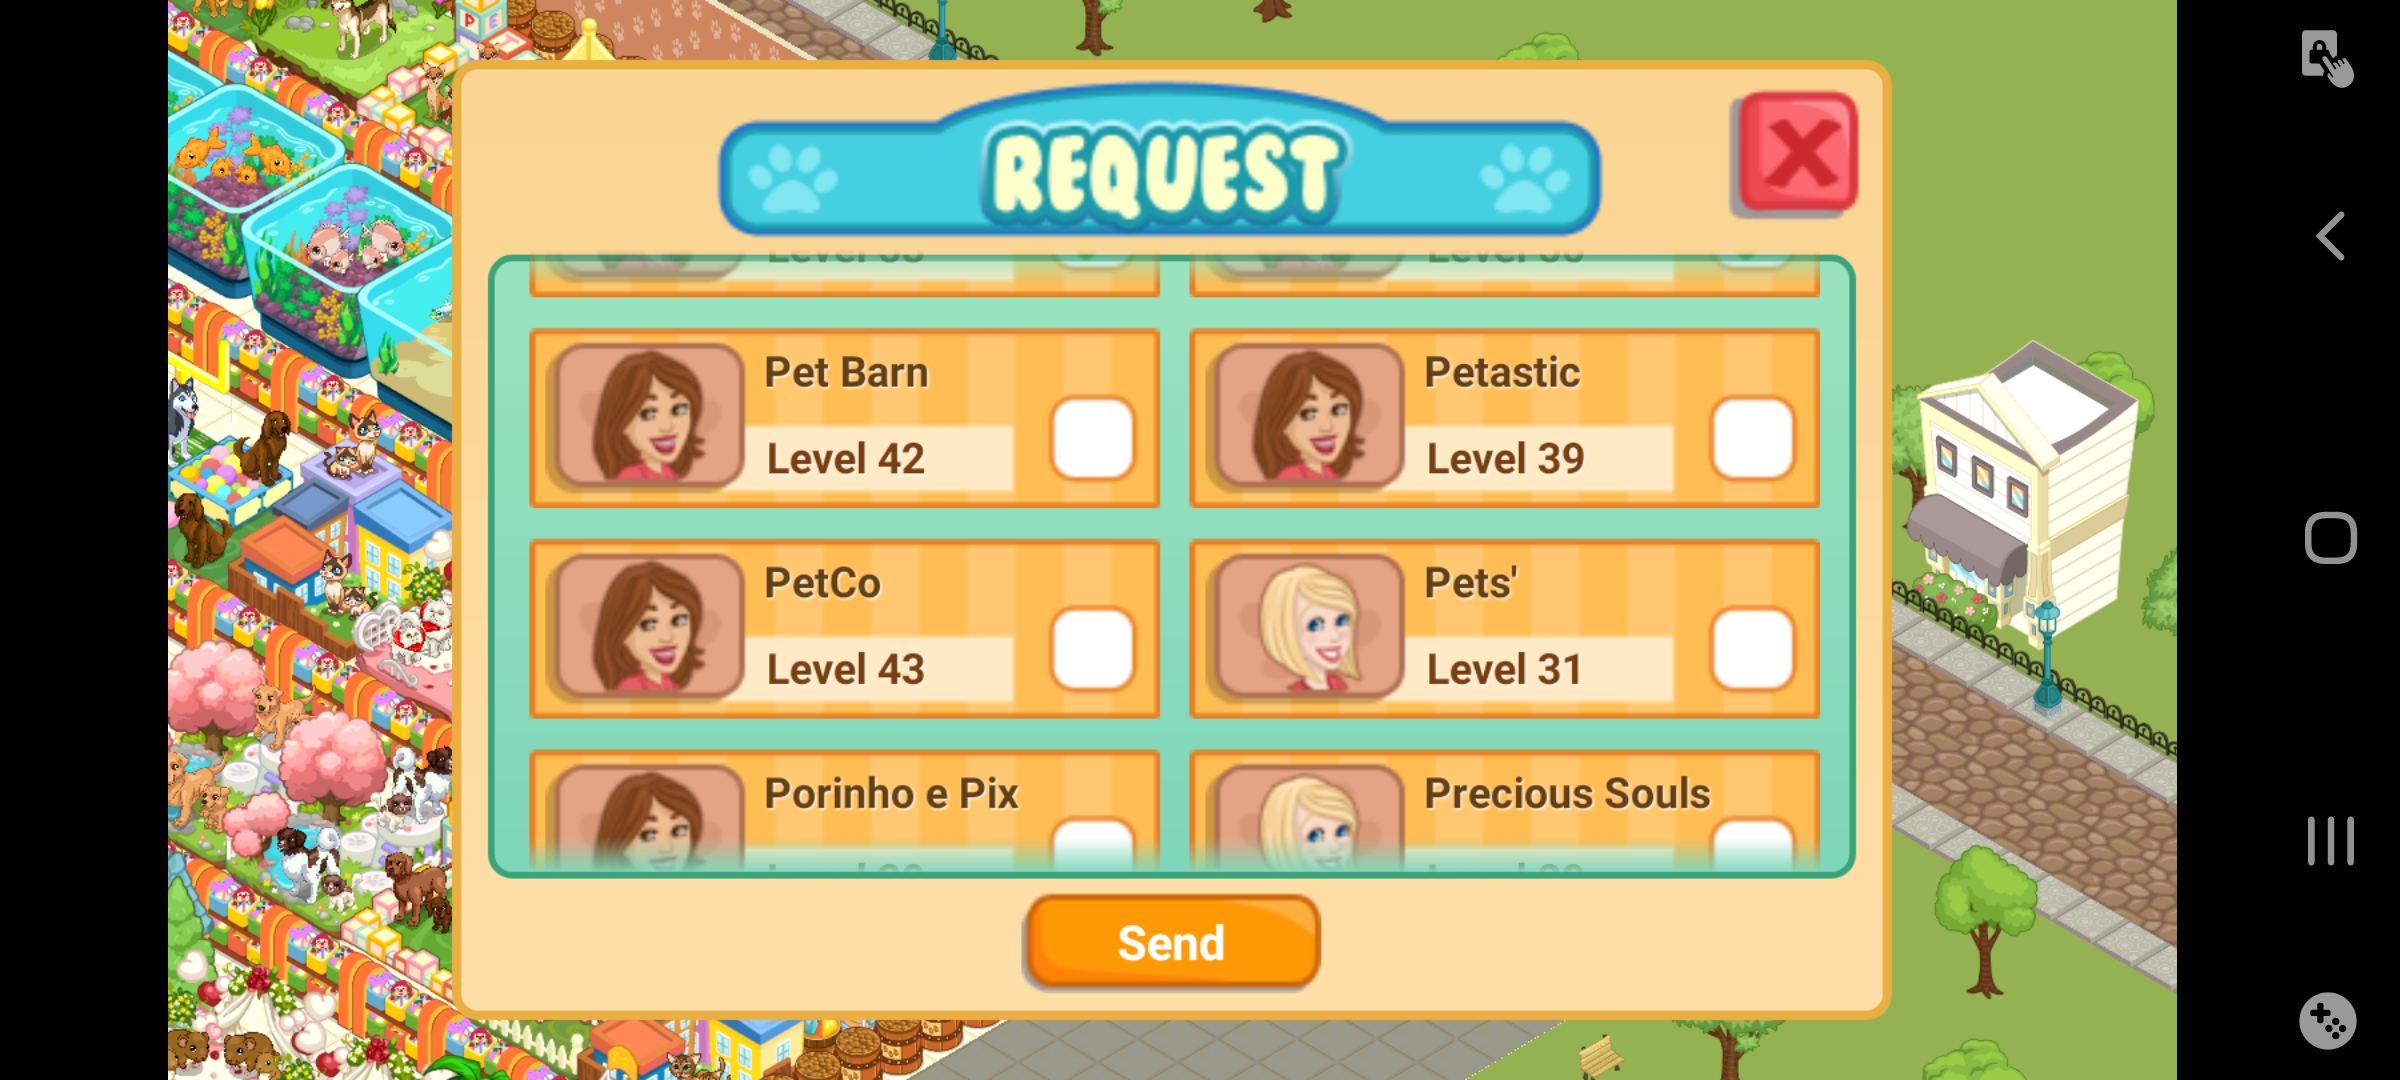 REQUEST
Pet Barn
Level 42
Petastic
Level 39
PetCo
Level 43
Pets'
Level 31
Porinho e Pix
Precious Souls
Send